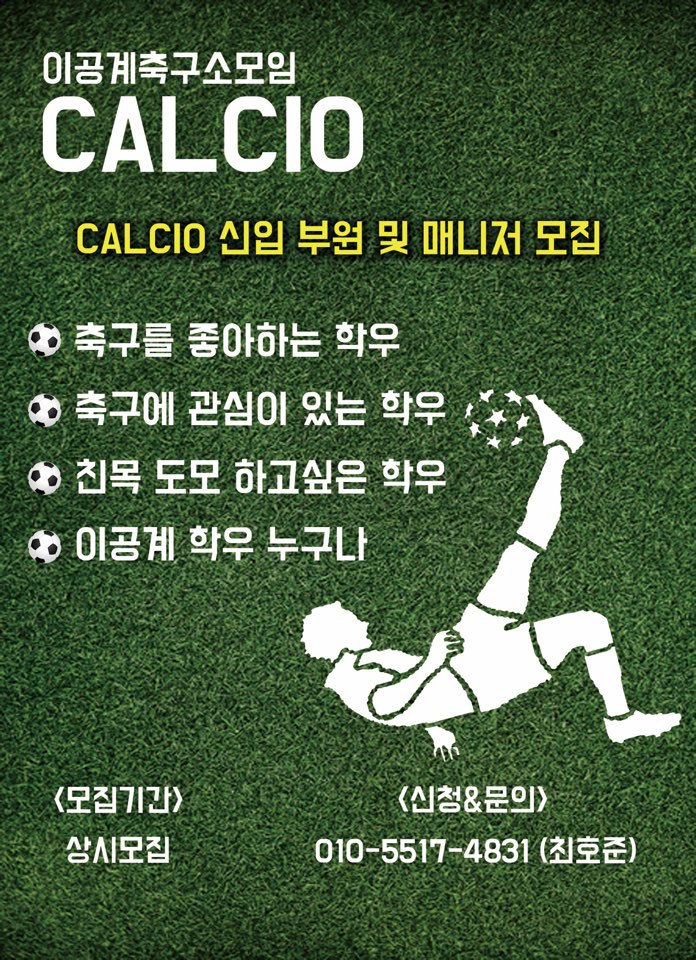 이공계축구소모임
CALCIO
CALCIO 신입 부원 및 매니저 모집
축구를 좋아하는 학우
축구에 관심이 있는 학우
친목 도모 하고싶은 학우
이공계 학우 누구나
<모집기간>
상시모집
<신청&문의>
010-5517-4831 (최호준)